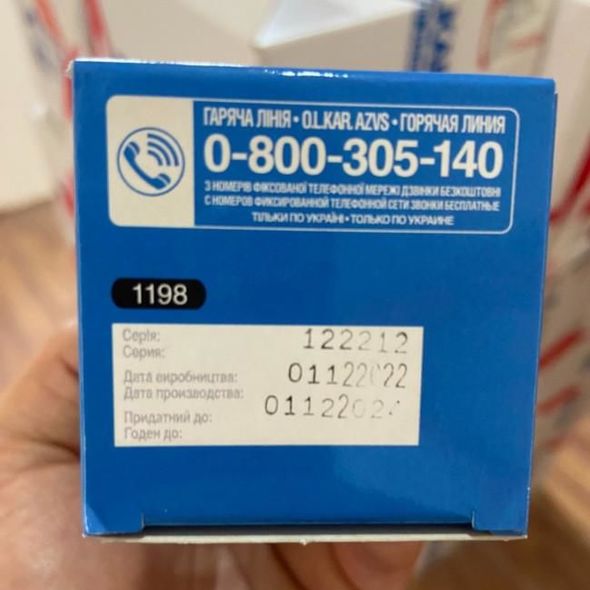 ГАРЯЧА ЛІНІЯ • O.L.KAR. AZVS • ГОРЯЧАЯ ЛИНИЯ
0-800-305-140
З НОМЕРІВ ФІКСОВАНОЇ ТЕЛЕФОННОЇ МЕРЕЖІ ДЗВІНКИ БЕЗКОШТОВНІ
С НОМЕРОВ ФИКСИРОВАННОЙ ТЕЛЕФОННОЙ СЕТИ ЗВОНКИ БЕСПЛАТНЫЕ
ТІЛЬКИ ПО УКРАЇНІ • ТОЛЬКО ПО УКРАИНЕ
1198
Серія: 122212
Серия:
Дата виробництва: 01122022
Дата производства:
Придатний до:
Годен до: